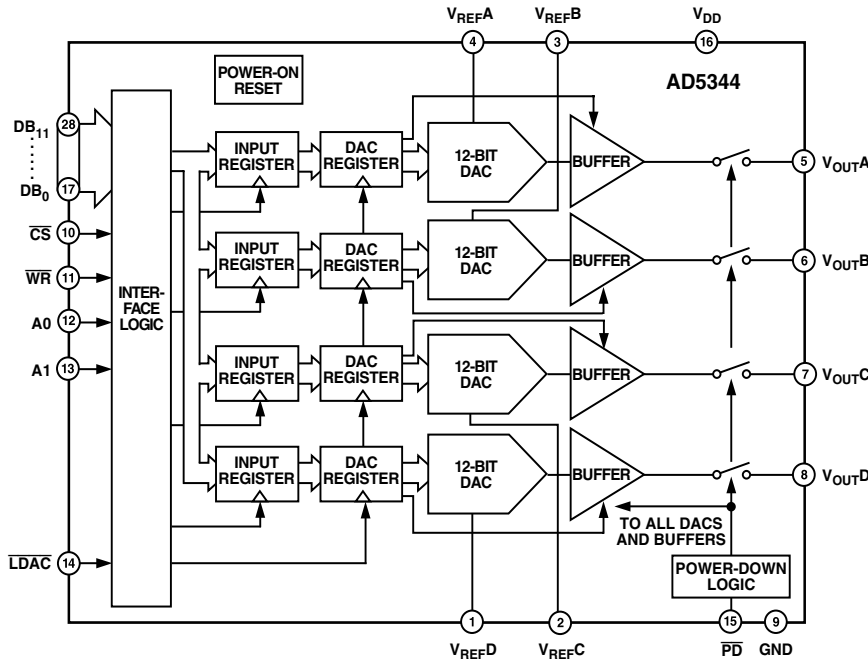 VREFA VREFB VDD
4 3 16
POWER-ON
RESET
AD5344
DB11 28
DB0 17
CS 10
WR 11
A0 12
A1 13
LDAC 14
INTER-
FACE
LOGIC
INPUT
REGISTER
DAC
REGISTER
12-BIT
DAC
BUFFER
5 VOUTA
INPUT
REGISTER
DAC
REGISTER
12-BIT
DAC
BUFFER
6 VOUTB
INPUT
REGISTER
DAC
REGISTER
12-BIT
DAC
BUFFER
7 VOUTC
INPUT
REGISTER
DAC
REGISTER
12-BIT
DAC
BUFFER
8 VOUTD
TO ALL DACS
AND BUFFERS
POWER-DOWN
LOGIC
1 2 15 9
VREFD VREFC PD GND